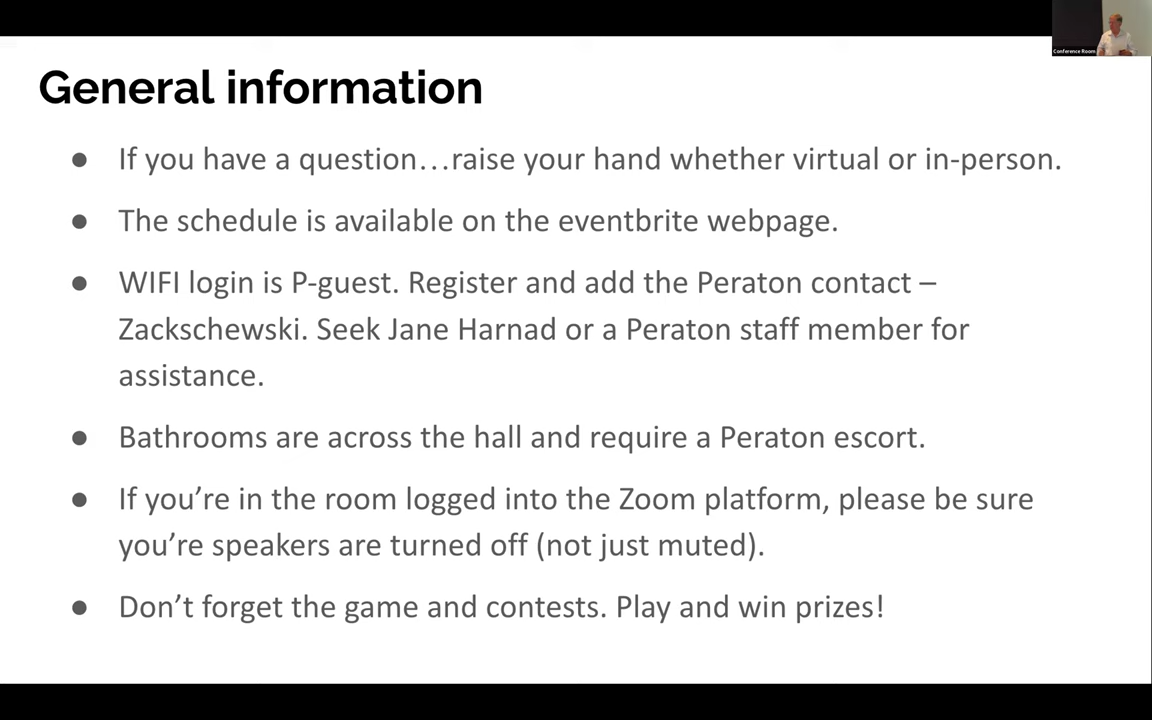 Conference Room
General information
● If you have a question…raise your hand whether virtual or in-person.
● The schedule is available on the eventbrite webpage.
● WIFI login is P-guest. Register and add the Peraton contact –
Zackschewski. Seek Jane Harnad or a Peraton staff member for
assistance.
● Bathrooms are across the hall and require a Peraton escort.
● If you’re in the room logged into the Zoom platform, please be sure
you’re speakers are turned off (not just muted).
● Don’t forget the game and contests. Play and win prizes!